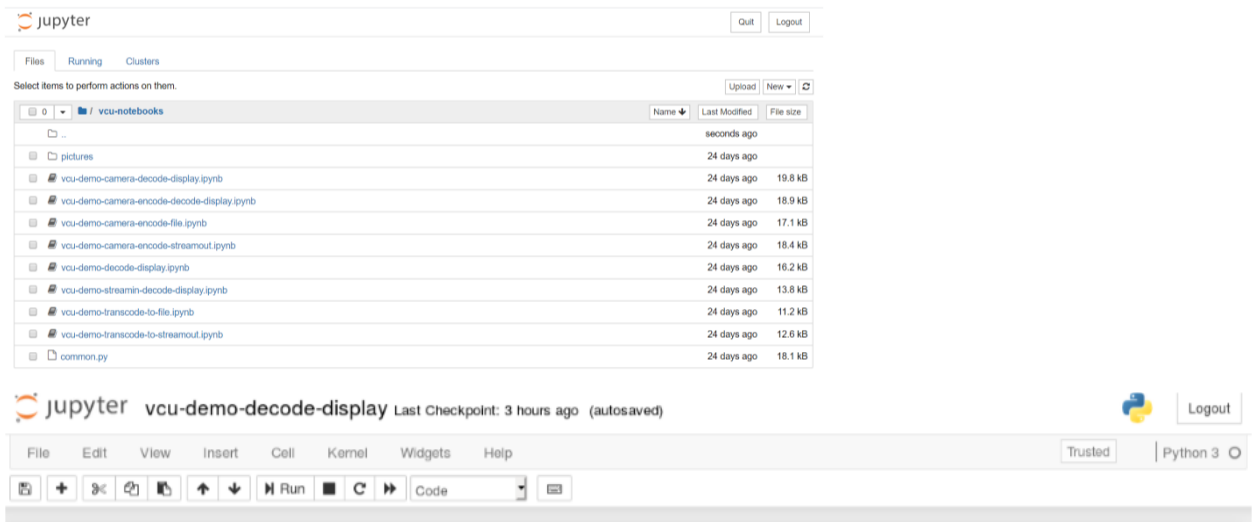 jupyter Quit Logout
Files Running Clusters
Select items to perform actions on them. Upload New
0 / vcu-notebooks Name Last Modified File size
.. seconds ago
pictures 24 days ago
vcu-demo-camera-decode-display.ipynb 24 days ago 19.8 kB
vcu-demo-camera-encode-decode-display.ipynb 24 days ago 18.9 kB
vcu-demo-camera-encode-file.ipynb 24 days ago 17.1 kB
vcu-demo-camera-encode-streamout.ipynb 24 days ago 18.4 kB
vcu-demo-decode-display.ipynb 24 days ago 16.2 kB
vcu-demo-streamin-decode-display.ipynb 24 days ago 13.8 kB
vcu-demo-transcode-to-file.ipynb 24 days ago 11.2 kB
vcu-demo-transcode-to-streamout.ipynb 24 days ago 12.6 kB
common.py 24 days ago 18.1 kB
jupyter vcu-demo-decode-display Last Checkpoint: 3 hours ago (autosaved) Logout
File Edit View Insert Cell Kernel Widgets Help Trusted Python 3
Run Code